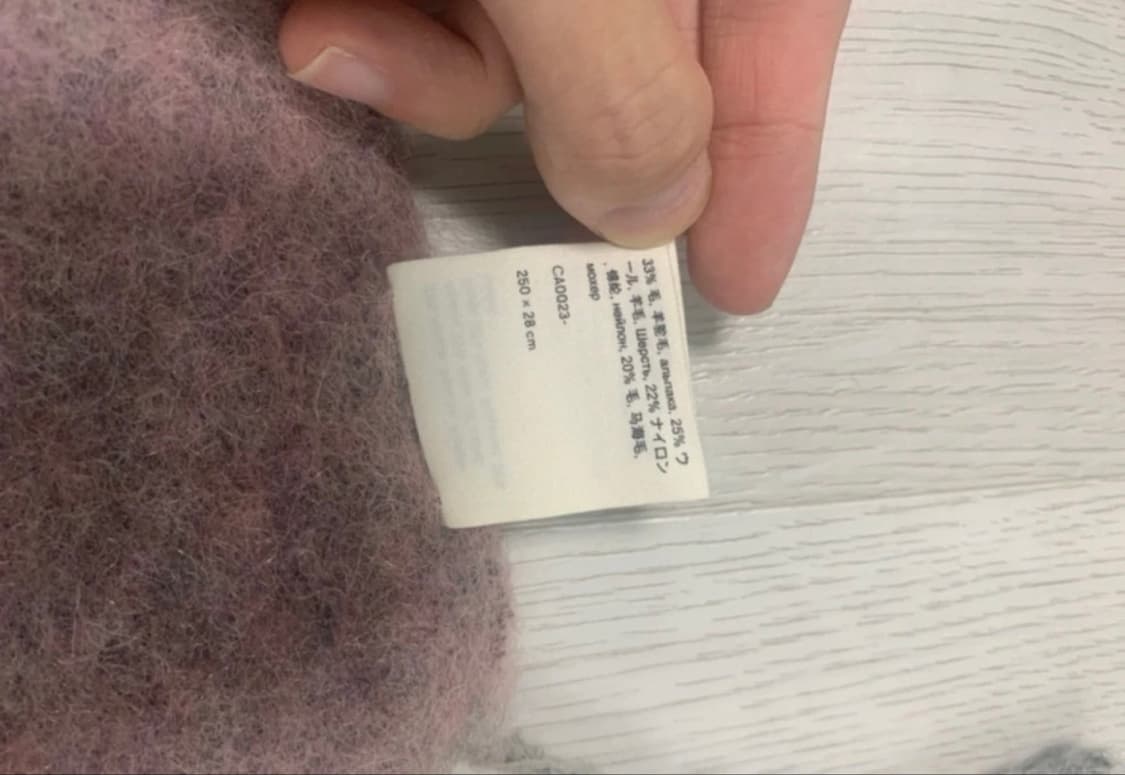 33% 毛, 羊驼毛, альпака, 25% ウ
ール, 羊毛, Шерсть, 22% ナイロン
, 锦纶, нейлон, 20% 毛, 马海毛,
мохер
CA0023-
250 × 28 cm